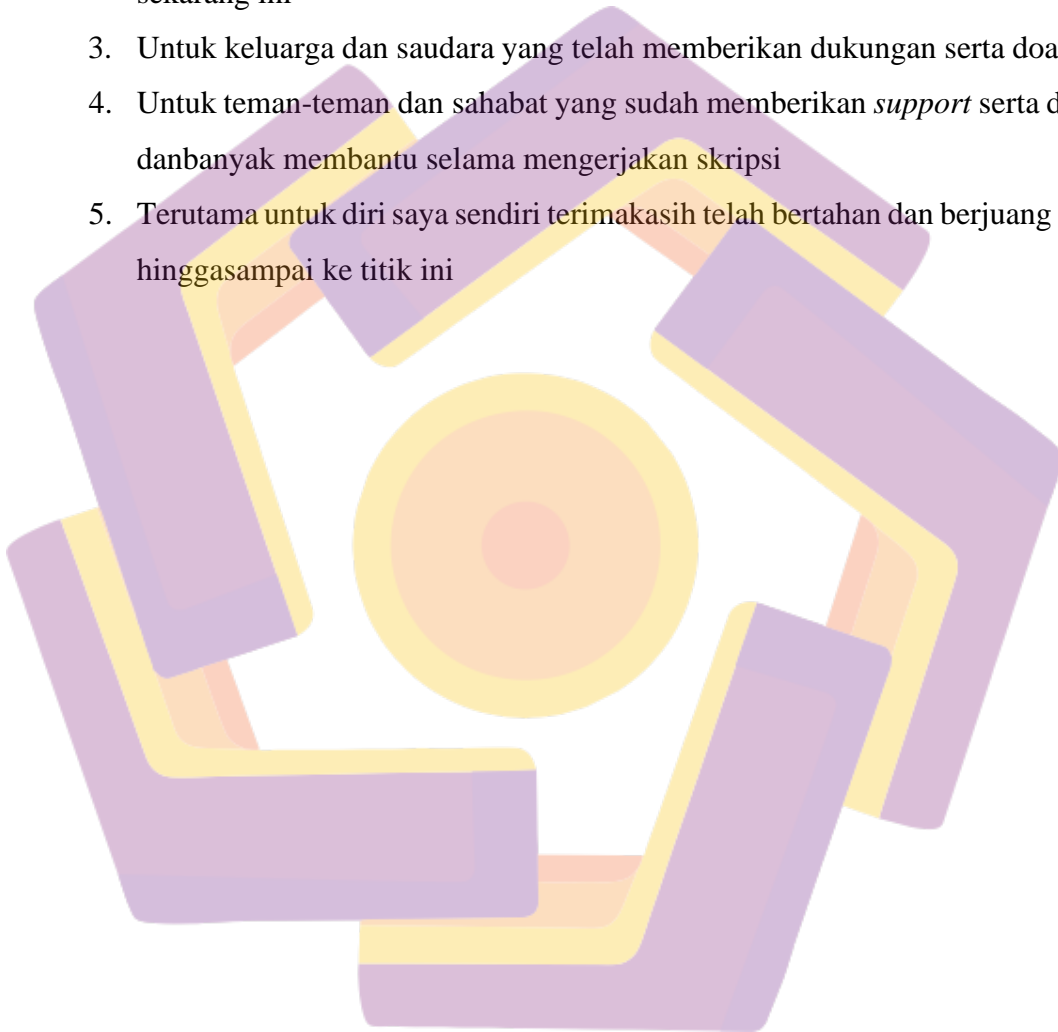 sekarang ini
3. Untuk keluarga dan saudara yang telah memberikan dukungan serta doa
4. Untuk teman-teman dan sahabat yang sudah memberikan support serta
danbanyak membantu selama mengerjakan skripsi
5. Terutama untuk diri saya sendiri terimakasih telah bertahan dan berjuang
hinggasampai ke titik ini